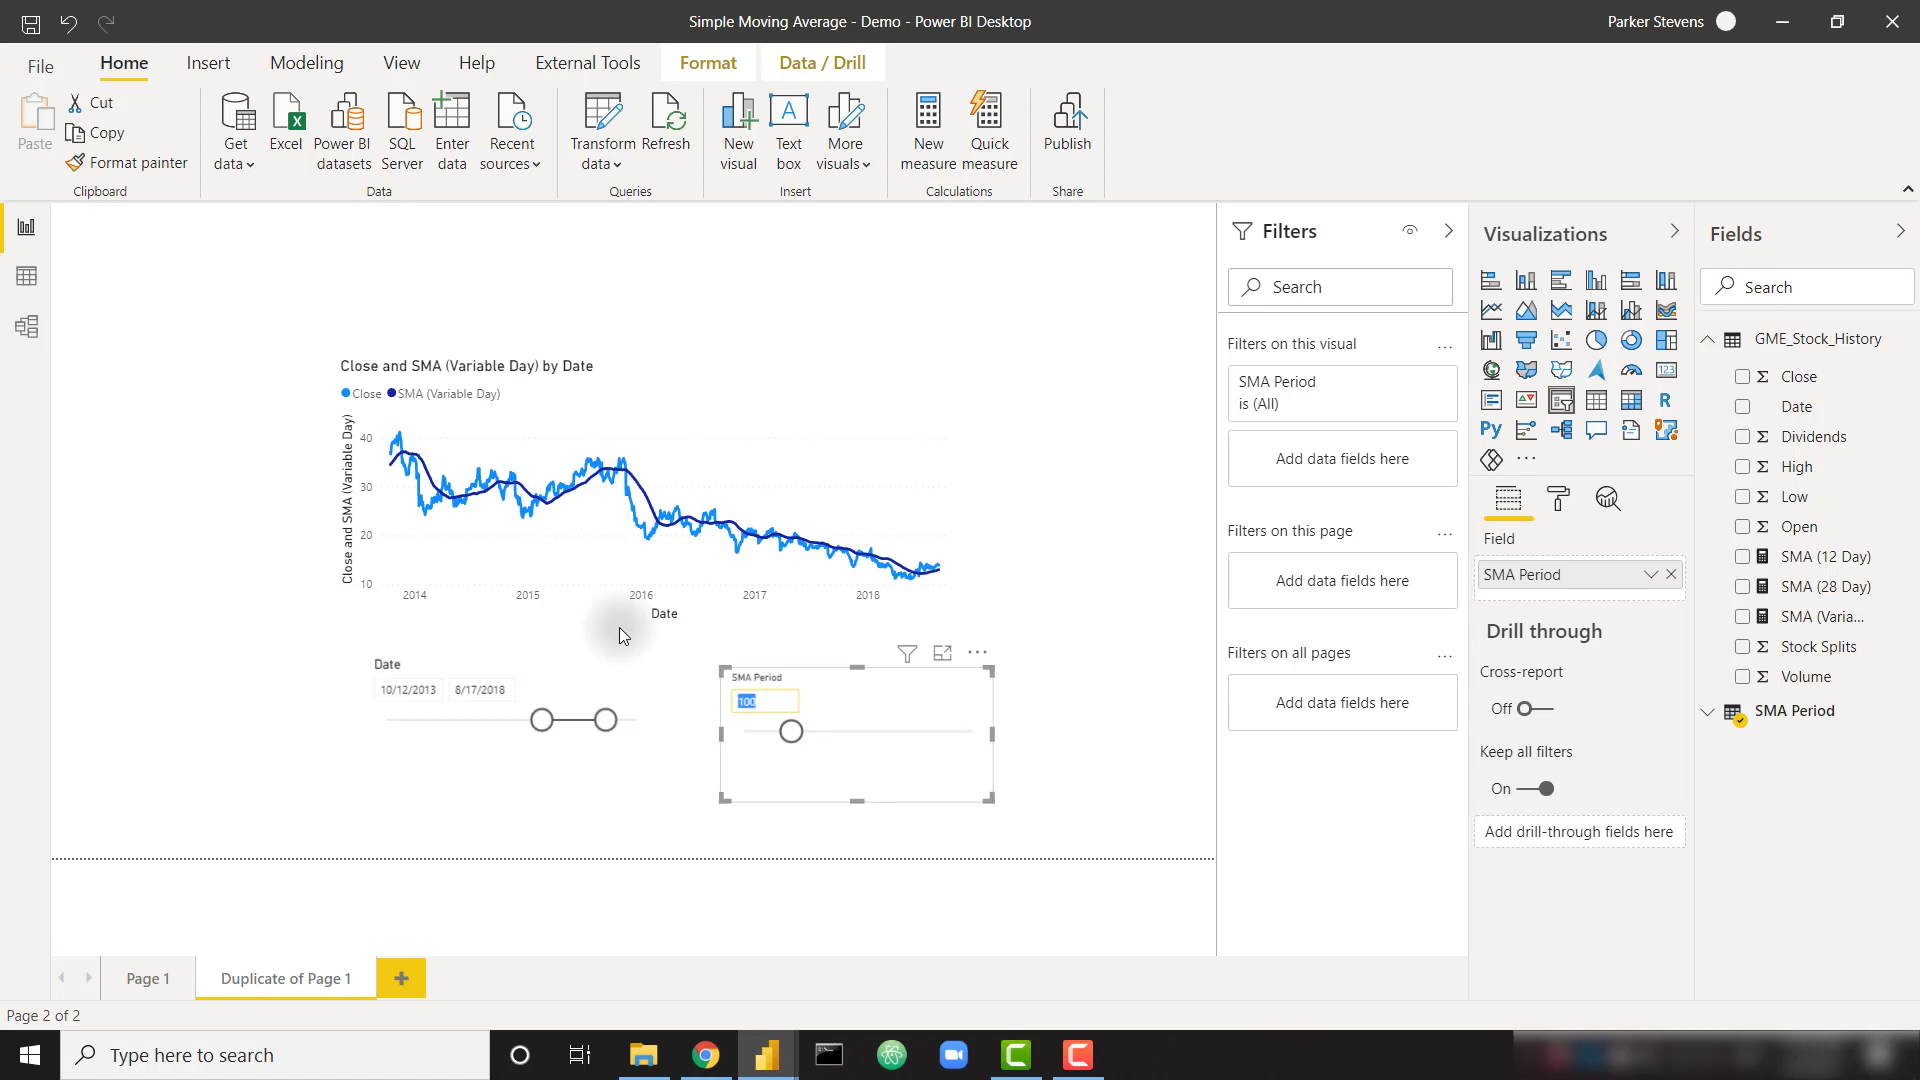 Simple Moving Average - Demo - Power BI Desktop
Parker Stevens
File
Home
Insert
Modeling
View
Help
External Tools
Format
Data / Drill
Paste
Cut
Copy
Format painter
Clipboard
Get data
Excel
Power BI datasets
SQL Server
Enter data
Recent sources
Data
Transform data
Refresh
Queries
New visual
Text box
More visuals
Insert
New measure
Quick measure
Calculations
Publish
Share
Close and SMA (Variable Day) by Date
Close SMA (Variable Day)
Close and SMA (Variable Day)
40
30
20
10
2014 2015 2016 2017 2018
Date
Date
10/12/2013 8/17/2018
SMA Period
100
Filters
Search
Filters on this visual
SMA Period
is (All)
Add data fields here
Filters on this page
Add data fields here
Filters on all pages
Add data fields here
Visualizations
123
R
Py
Field
SMA Period
Drill through
Cross-report
Off
Keep all filters
On
Add drill-through fields here
Fields
Search
GME_Stock_History
Close
Date
Dividends
High
Low
Open
SMA (12 Day)
SMA (28 Day)
SMA (Varia...
Stock Splits
Volume
SMA Period
Page 1
Duplicate of Page 1
Page 2 of 2
Type here to search